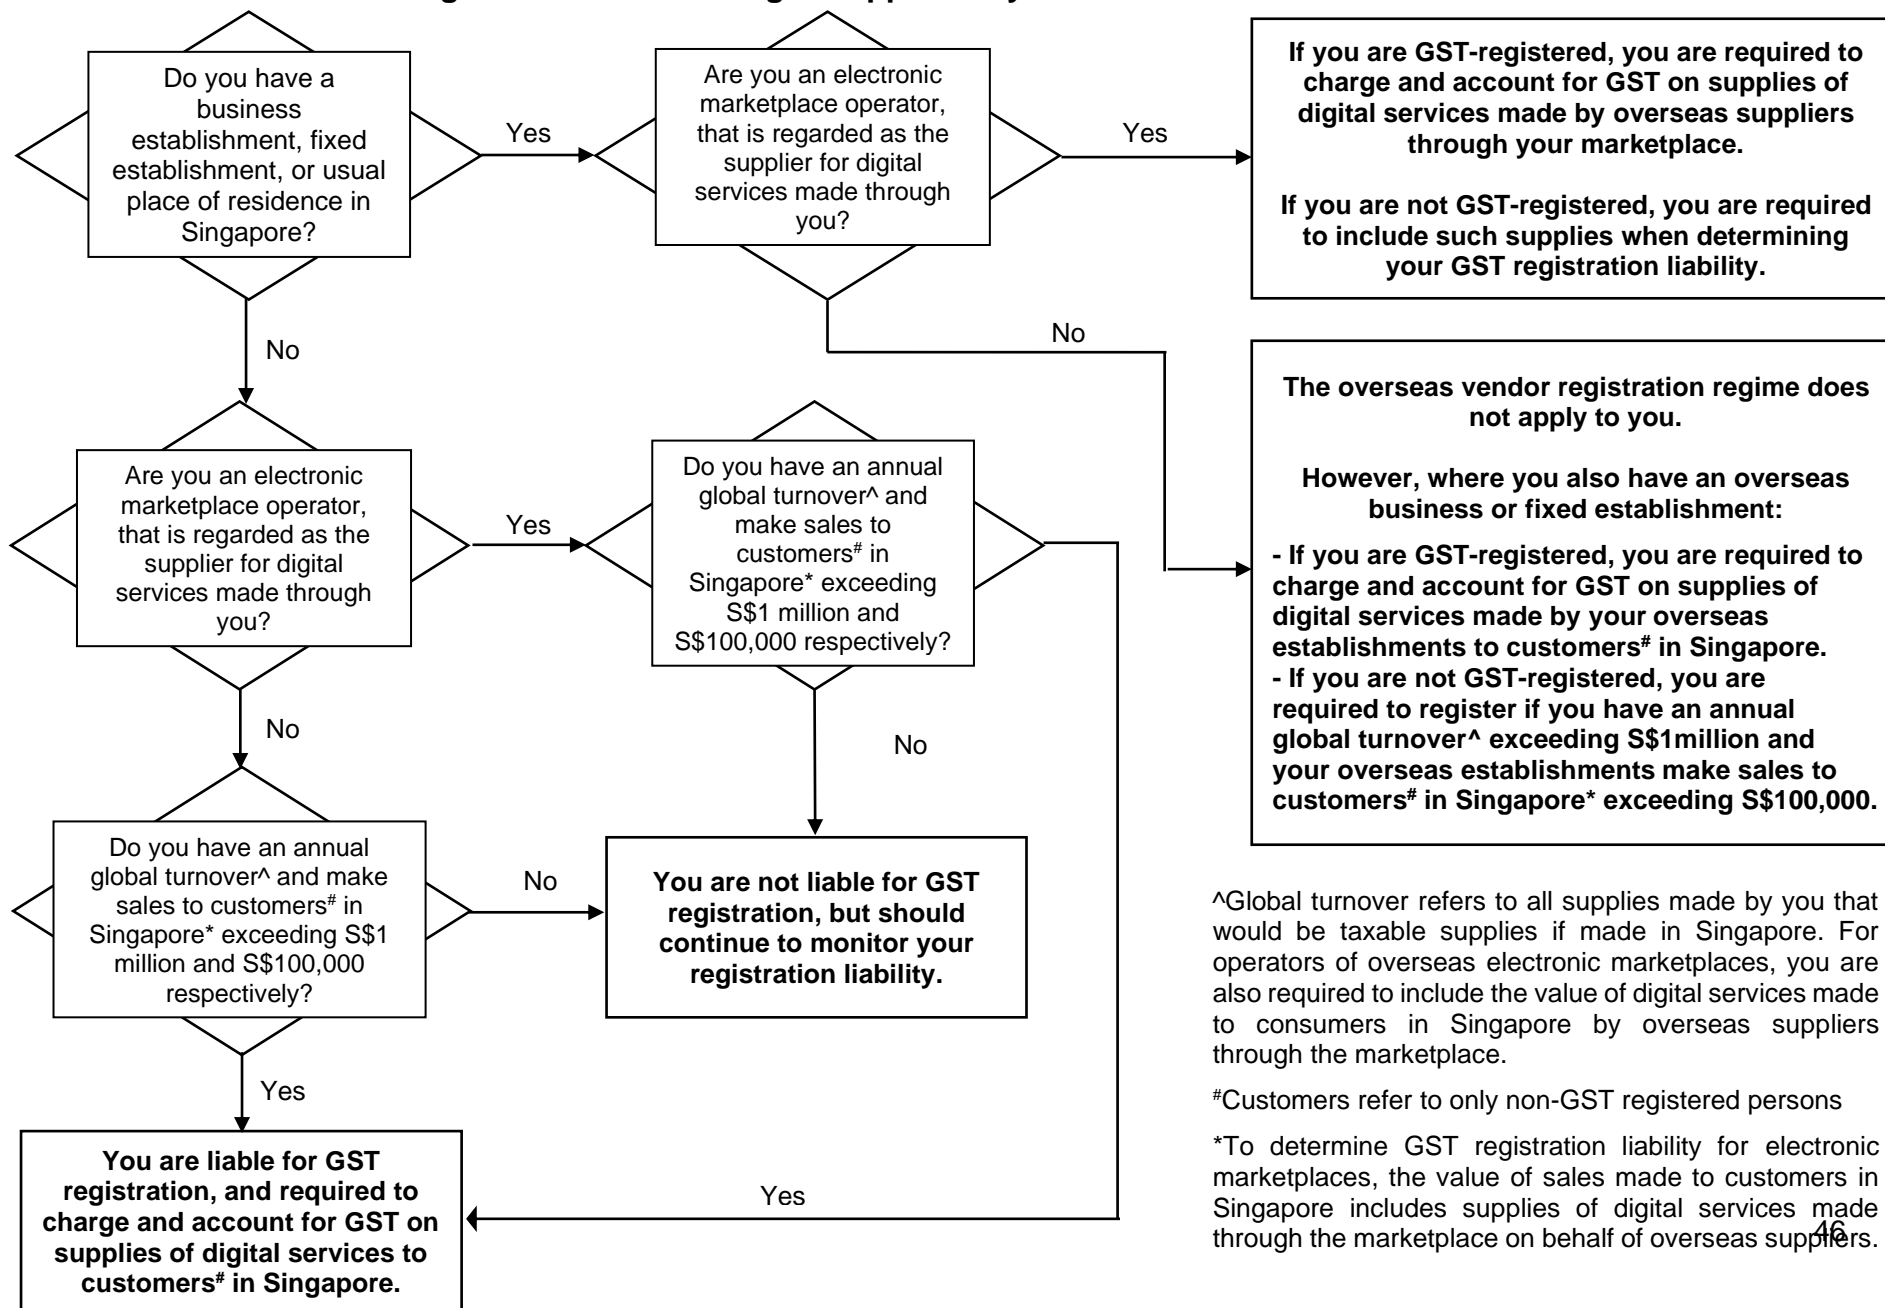 Do you have a
business
establishment, fixed
establishment, or usual
place of residence in
Singapore?
Yes
Are you an electronic
marketplace operator,
that is regarded as the
supplier for digital
services made through
you?
Yes
If you are GST-registered, you are required to
charge and account for GST on supplies of
digital services made by overseas suppliers
through your marketplace.
If you are not GST-registered, you are required
to include such supplies when determining
your GST registration liability.
No
No
The overseas vendor registration regime does
not apply to you.
However, where you also have an overseas
business or fixed establishment:
- If you are GST-registered, you are required to
charge and account for GST on supplies of
digital services made by your overseas
establishments to customers# in Singapore.
- If you are not GST-registered, you are
required to register if you have an annual
global turnover^ exceeding S$1million and
your overseas establishments make sales to
customers# in Singapore* exceeding S$100,000.
Are you an electronic
marketplace operator,
that is regarded as the
supplier for digital
services made through
you?
Yes
Do you have an annual
global turnover^ and
make sales to
customers# in
Singapore* exceeding
S$1 million and
S$100,000 respectively?
No
No
Do you have an annual
global turnover^ and make
sales to customers# in
Singapore* exceeding S$1
million and S$100,000
respectively?
No
You are not liable for GST
registration, but should
continue to monitor your
registration liability.
Yes
Yes
You are liable for GST
registration, and required to
charge and account for GST on
supplies of digital services to
customers# in Singapore.
^Global turnover refers to all supplies made by you that
would be taxable supplies if made in Singapore. For
operators of overseas electronic marketplaces, you are
also required to include the value of digital services made
to consumers in Singapore by overseas suppliers
through the marketplace.
#Customers refer to only non-GST registered persons
*To determine GST registration liability for electronic
marketplaces, the value of sales made to customers in
Singapore includes supplies of digital services made
through the marketplace on behalf of overseas suppliers.
46